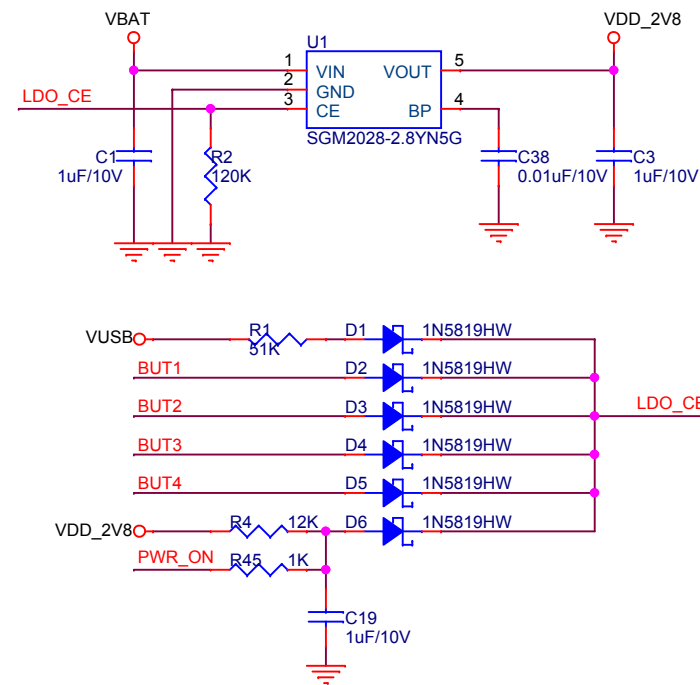 VBAT
VDD_2V8
U1
1
VIN
VOUT
5
2
GND
LDO_CE
3
CE
BP
4
SGM2028-2.8YN5G
C1
1uF/10V
R2
120K
C38
0.01uF/10V
C3
1uF/10V
VUSB
R1
51K
D1
1N5819HW
BUT1
D2
1N5819HW
BUT2
D3
1N5819HW
LDO_CE
BUT3
D4
1N5819HW
BUT4
D5
1N5819HW
VDD_2V8
R4
12K
D6
1N5819HW
PWR_ON
R45
1K
C19
1uF/10V